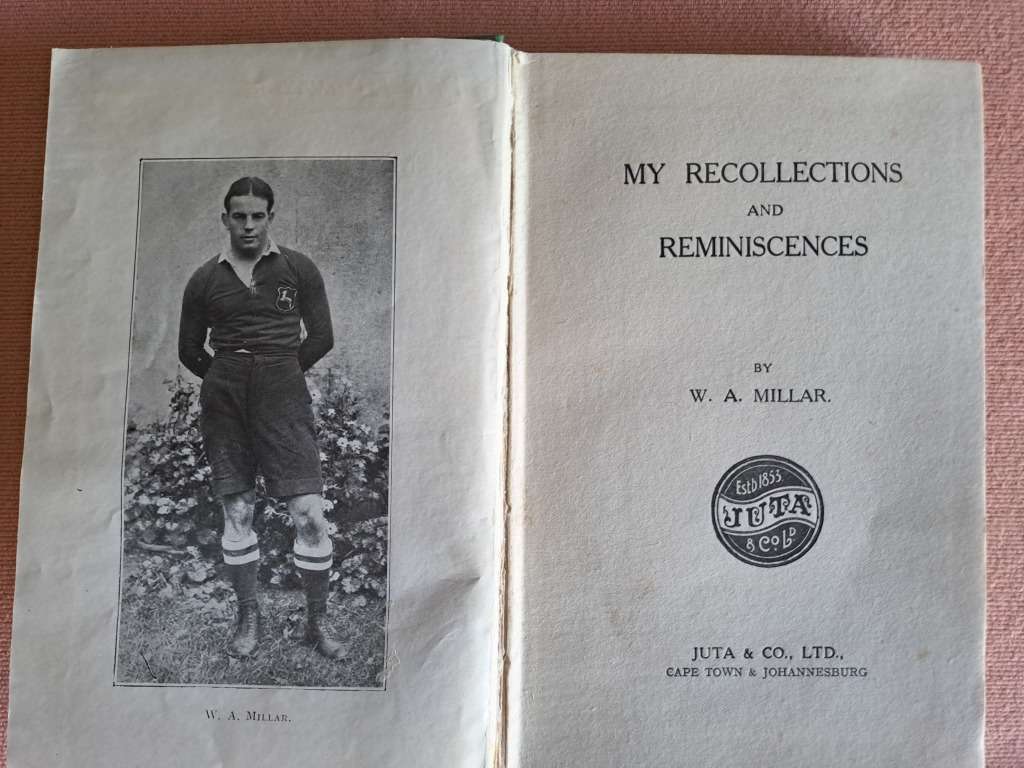 W. A. MILLAR.
MY RECOLLECTIONS
AND
REMINISCENCES
BY
W. A. MILLAR.
Estd 1853.
JUTA
& Co Ld
JUTA & CO., LTD.,
CAPE TOWN & JOHANNESBURG